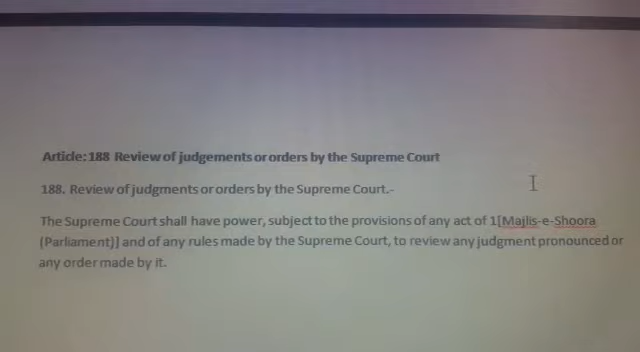 Article: 188 Review of judgements or orders by the Supreme Court
188. Review of judgments or orders by the Supreme Court.-
The Supreme Court shall have power, subject to the provisions of any act of 1[Majlis-e-Shoora
(Parliament)] and of any rules made by the Supreme Court, to review any judgment pronounced or
any order made by it.